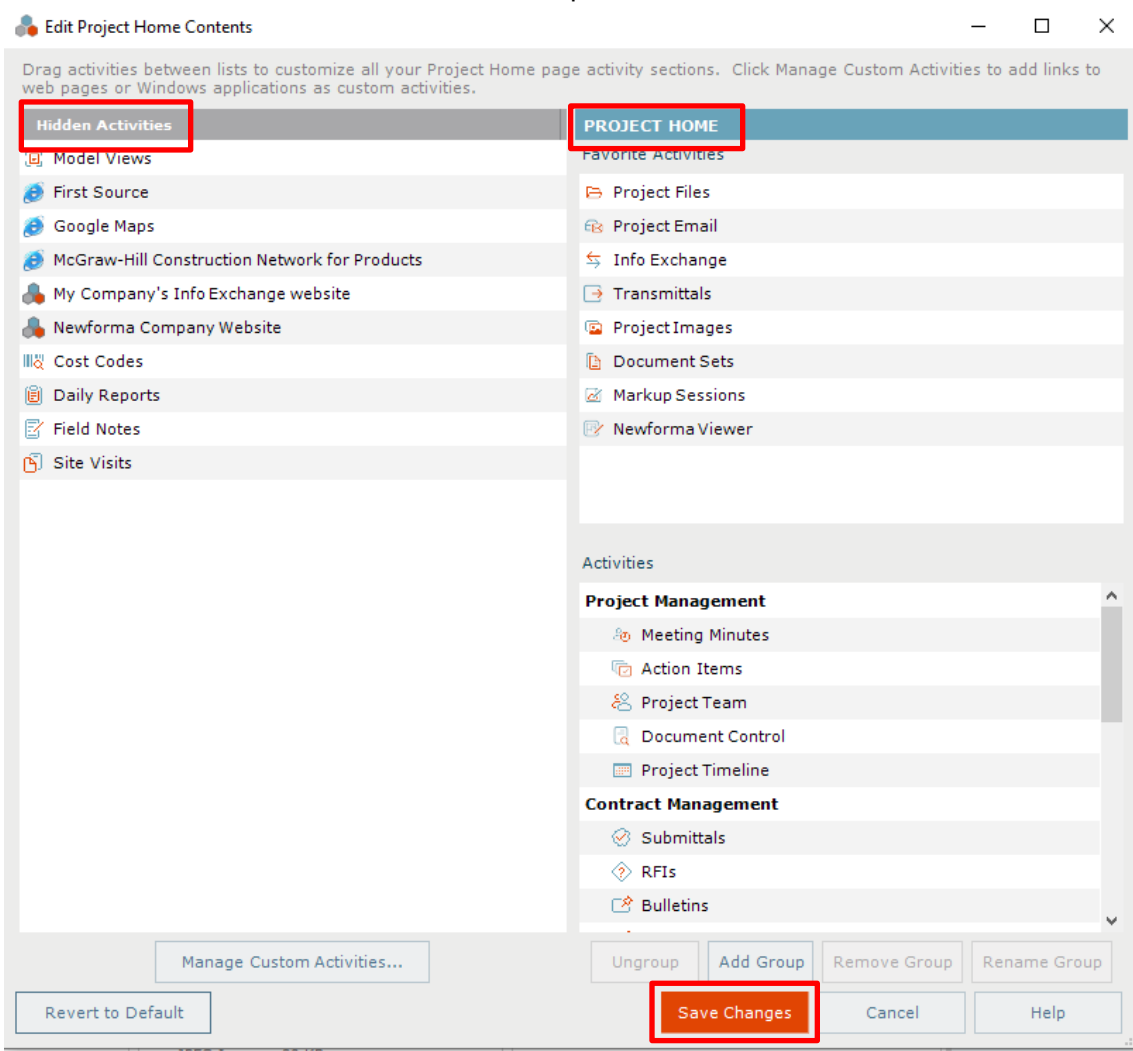 Edit Project Home Contents
Drag activities between lists to customize all your Project Home page activity sections. Click Manage Custom Activities to add links to
web pages or Windows applications as custom activities.
Hidden Activities
Model Views
First Source
Google Maps
McGraw-Hill Construction Network for Products
My Company's Info Exchange website
Newforma Company Website
Cost Codes
Daily Reports
Field Notes
Site Visits
PROJECT HOME
Favorite Activities
Project Files
Project Email
Info Exchange
Transmittals
Project Images
Document Sets
Markup Sessions
Newforma Viewer
Activities
Project Management
Meeting Minutes
Action Items
Project Team
Document Control
Project Timeline
Contract Management
Submittals
RFIs
Bulletins
Manage Custom Activities...
Ungroup
Add Group
Remove Group
Rename Group
Revert to Default
Save Changes
Cancel
Help